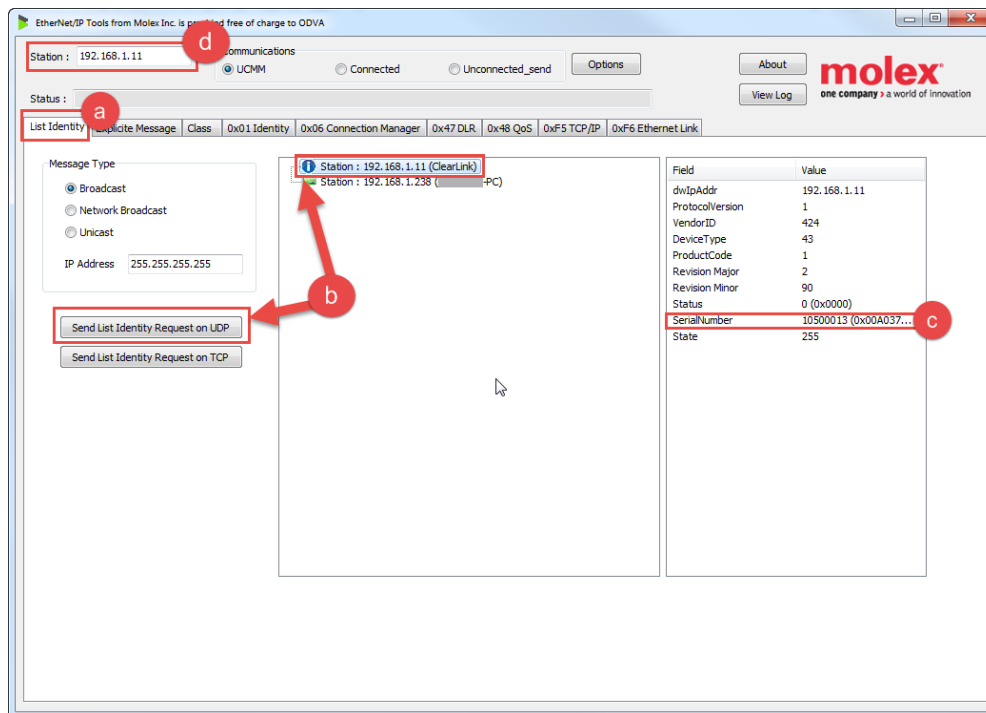 EtherNet/IP Tools from Molex Inc. is provided free of charge to ODVA
d
Station : 192.168.1.11
Communications
UCMM Connected Unconnected_send Options
About
View Log
molex
one company > a world of innovation
Status :
a
List Identity Explicite Message Class 0x01 Identity 0x06 Connection Manager 0x47 DLR 0x48 QoS 0xF5 TCP/IP 0xF6 Ethernet Link
Message Type
Broadcast
Network Broadcast
Unicast
IP Address 255.255.255.255
Send List Identity Request on UDP
Send List Identity Request on TCP
b
Station : 192.168.1.11 (ClearLink)
Station : 192.168.1.238 ( -PC)
Field Value
dwIpAddr 192.168.1.11
ProtocolVersion 1
VendorID 424
DeviceType 43
ProductCode 1
Revision Major 2
Revision Minor 90
Status 0 (0x0000)
SerialNumber 10500013 (0x00A037...
c
State 255